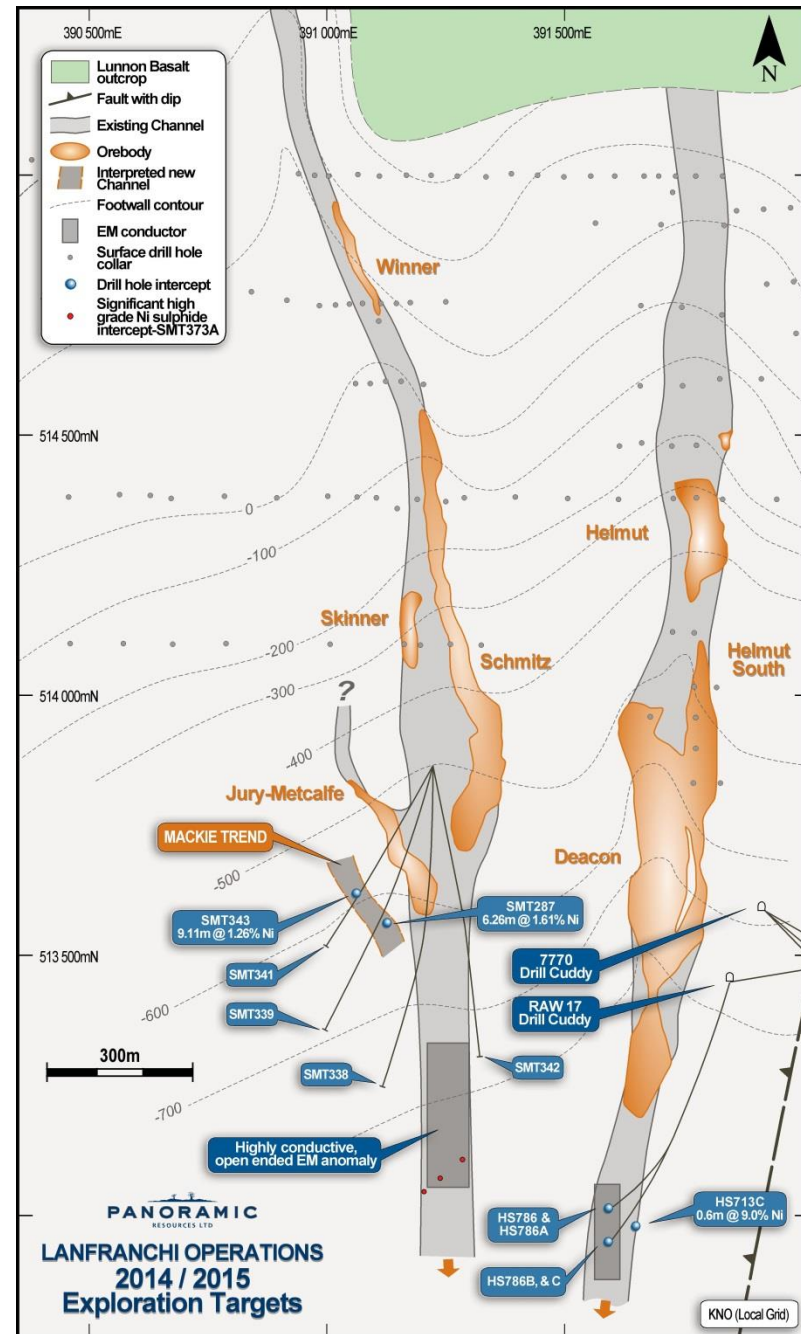 390 500mE
391 000mE
391 500mE
N
Lunnon Basalt
outcrop
Fault with dip
Existing Channel
Orebody
Interpreted new
Channel
Footwall contour
EM conductor
Surface drill hole
collar
Drill hole intercept
Significant high
grade Ni sulphide
intercept-SMT373A
Winner
514 500mN
0
-100
Helmut
Skinner
-200
Schmitz
Helmut
South
-300
514 000mN
?
-400
Jury-Metcalfe
MACKIE TREND
Deacon
-500
SMT343
9.11m @ 1.26% Ni
SMT287
6.26m @ 1.61% Ni
SMT341
513 500mN
7770
Drill Cuddy
RAW 17
Drill Cuddy
-600
SMT339
300m
SMT338
SMT342
-700
Highly conductive,
open ended EM anomaly
PANORAMIC
RESOURCES LTD
HS786 &
HS786A
HS713C
0.6m @ 9.0% Ni
HS786B, & C
LANFRANCHI OPERATIONS
2014 / 2015
Exploration Targets
KNO (Local Grid)